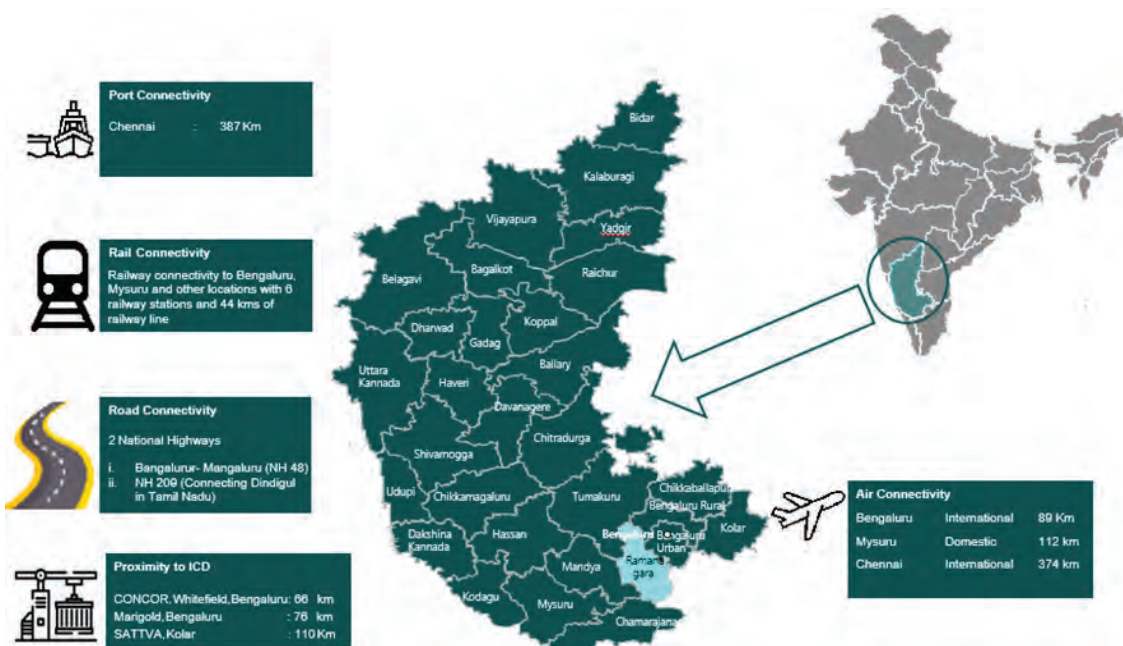 Port Connectivity
Chennai : 387 Km
Rail Connectivity
Railway connectivity to Bengaluru,
Mysuru and other locations with 6
railway stations and 44 kms of
railway line
Road Connectivity
2 National Highways
i. Bangalurur- Mangaluru (NH 48)
ii. NH 209 (Connecting Dindigul
in Tamil Nadu)
Proximity to ICD
CONCOR, Whitefield, Bengaluru: 66 km
Marigold, Bengaluru : 76 km
SATTVA, Kolar : 110 Km
Bidar
Kalaburagi
Vijayapura
Yadgir
Belagavi
Bagalkot
Raichur
Dharwad
Gadag
Koppal
Uttara
Kannada
Haveri
Ballary
Davanagere
Chitradurga
Shivamogga
Udupi
Chikkamagaluru
Tumakuru
Chikkaballapur
Bengaluru Rural
Kolar
Dakshina
Kannada
Hassan
Bengaluru
Urban
Ramana
gara
Mandya
Kodagu
Mysuru
Chamarajana
Air Connectivity
Bengaluru International 89 Km
Mysuru Domestic 112 km
Chennai International 374 km